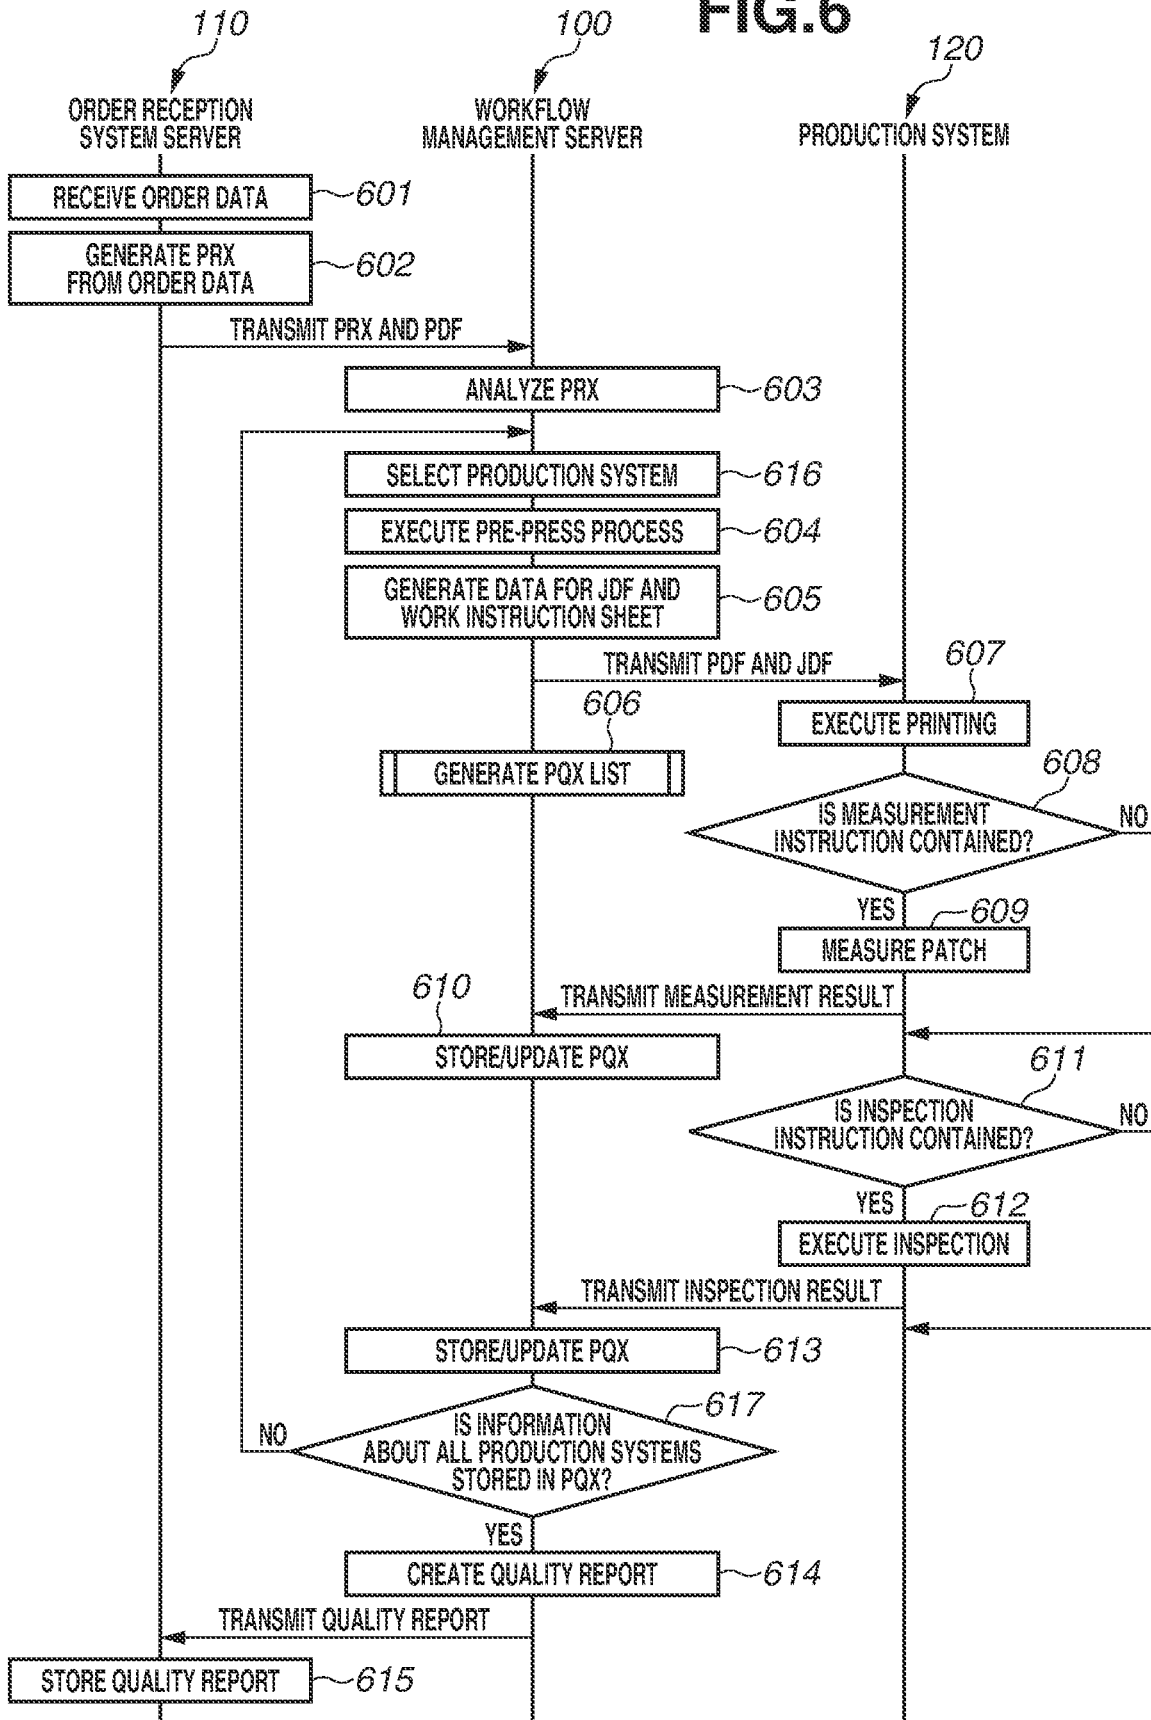 FIG.6
110
100
120
ORDER RECEPTION
SYSTEM SERVER
WORKFLOW
MANAGEMENT SERVER
PRODUCTION SYSTEM
RECEIVE ORDER DATA
601
GENERATE PRX
FROM ORDER DATA
602
TRANSMIT PRX AND PDF
ANALYZE PRX
603
SELECT PRODUCTION SYSTEM
616
EXECUTE PRE-PRESS PROCESS
604
GENERATE DATA FOR JDF AND
WORK INSTRUCTION SHEET
605
TRANSMIT PDF AND JDF
607
EXECUTE PRINTING
606
GENERATE PQX LIST
608
IS MEASUREMENT
INSTRUCTION CONTAINED?
NO
YES
609
MEASURE PATCH
TRANSMIT MEASUREMENT RESULT
610
STORE/UPDATE PQX
611
IS INSPECTION
INSTRUCTION CONTAINED?
NO
YES
612
EXECUTE INSPECTION
TRANSMIT INSPECTION RESULT
STORE/UPDATE PQX
613
617
IS INFORMATION
ABOUT ALL PRODUCTION SYSTEMS
STORED IN PQX?
NO
YES
CREATE QUALITY REPORT
614
TRANSMIT QUALITY REPORT
STORE QUALITY REPORT
615